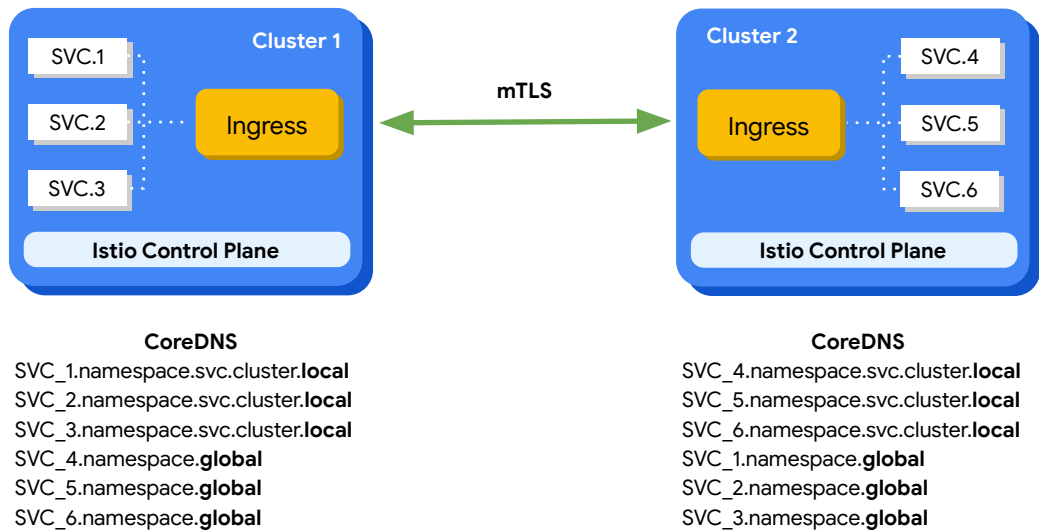 Cluster 1
SVC.1
SVC.2
SVC.3
Ingress
Istio Control Plane
mTLS
Cluster 2
SVC.4
SVC.5
SVC.6
Ingress
Istio Control Plane
CoreDNS
SVC_1.namespace.svc.cluster.local
SVC_2.namespace.svc.cluster.local
SVC_3.namespace.svc.cluster.local
SVC_4.namespace.global
SVC_5.namespace.global
SVC_6.namespace.global
CoreDNS
SVC_4.namespace.svc.cluster.local
SVC_5.namespace.svc.cluster.local
SVC_6.namespace.svc.cluster.local
SVC_1.namespace.global
SVC_2.namespace.global
SVC_3.namespace.global